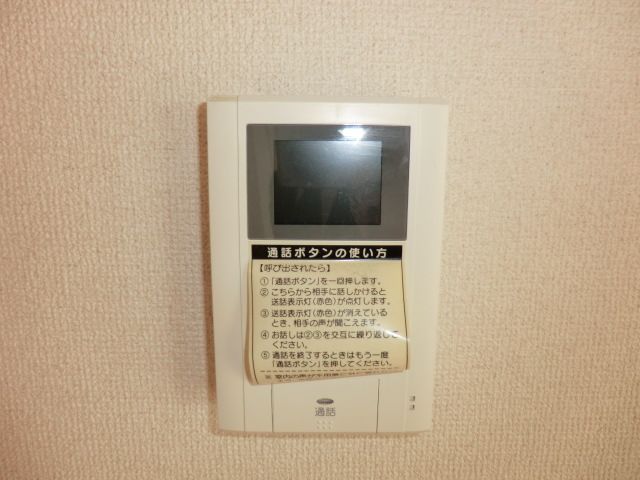 通話ボタンの使い方
【呼び出されたら】
①「通話ボタン」を一回押します。
② こちらから相手に話しかけると
送話表示灯(赤色)が点灯します。
③ 送話表示灯(赤色)が消えている
とき、相手の声が聞こえます。
④ お話しは②③を交互に繰り返して
ください。
⑤ 通話を終了するときはもう一度
「通話ボタン」を押してください。
通話